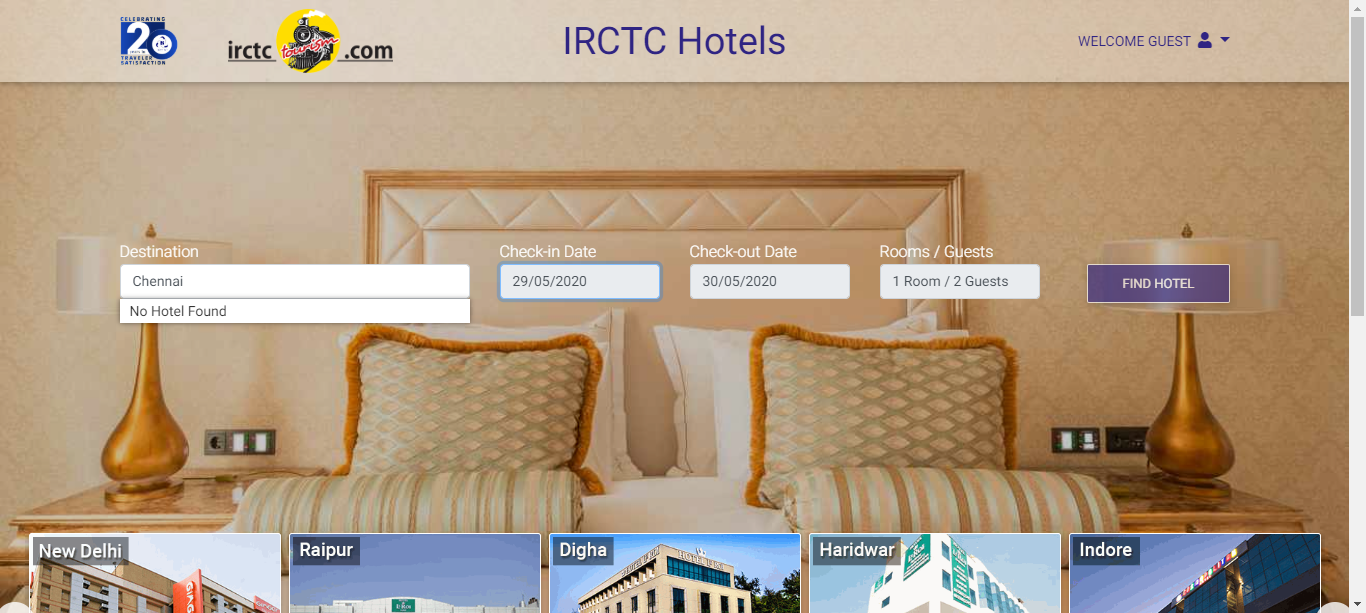 CELEBRATING
20
TRAVELER
SATISFACTION
irctc tourism .com
IRCTC Hotels
WELCOME GUEST
Destination
Check-in Date
Check-out Date
Rooms / Guests
Chennai
29/05/2020
30/05/2020
1 Room / 2 Guests
FIND HOTEL
No Hotel Found
New Delhi
Raipur
Digha
Haridwar
Indore
GINGER